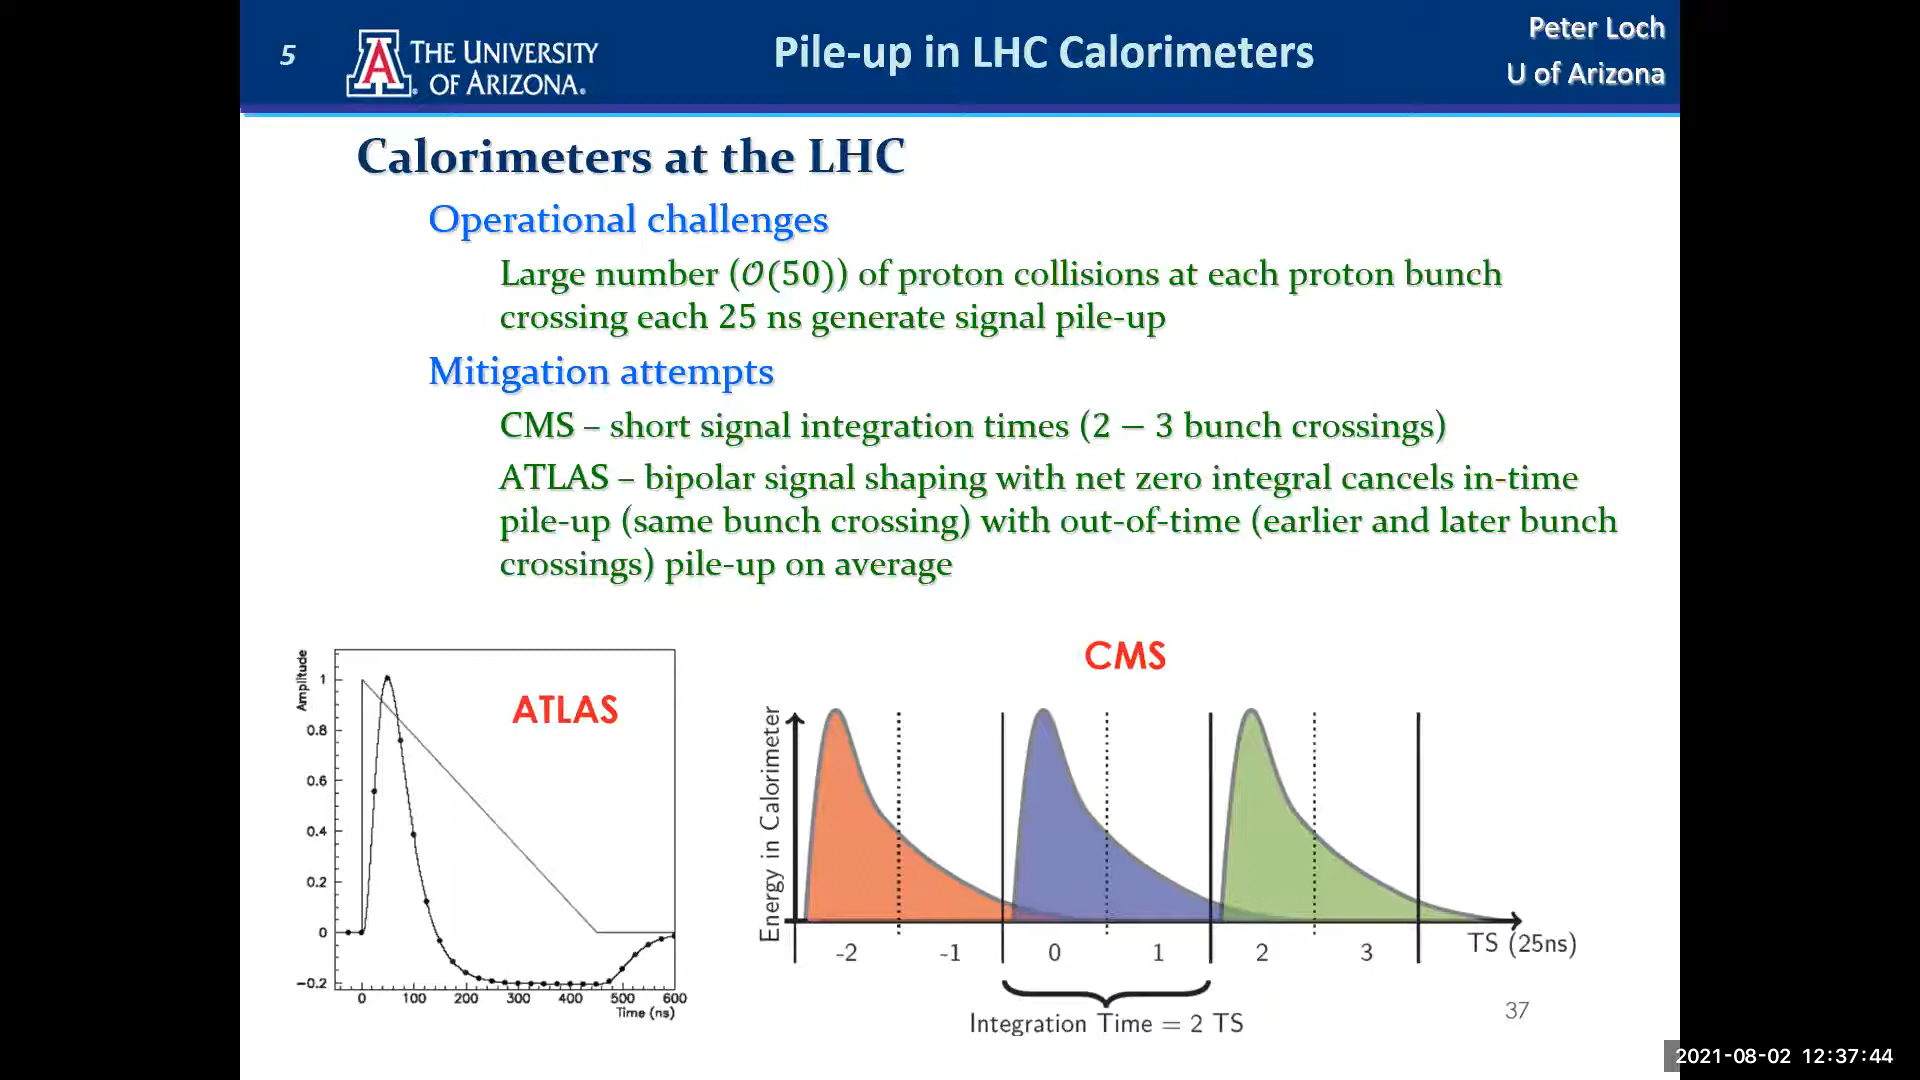 5
THE UNIVERSITY
OF ARIZONA.
Pile-up in LHC Calorimeters
Peter Loch
U of Arizona
Calorimeters at the LHC
Operational challenges
Large number (𝒪(50)) of proton collisions at each proton bunch
crossing each 25 ns generate signal pile-up
Mitigation attempts
CMS – short signal integration times (2 − 3 bunch crossings)
ATLAS – bipolar signal shaping with net zero integral cancels in-time
pile-up (same bunch crossing) with out-of-time (earlier and later bunch
crossings) pile-up on average
Amplitude
1
0.8
0.6
0.4
0.2
0
−0.2
ATLAS
0 100 200 300 400 500 600
Time (ns)
CMS
Energy in Calorimeter
-2 -1 0 1 2 3
TS (25ns)
Integration Time = 2 TS
37
2021-08-02 12:37:44